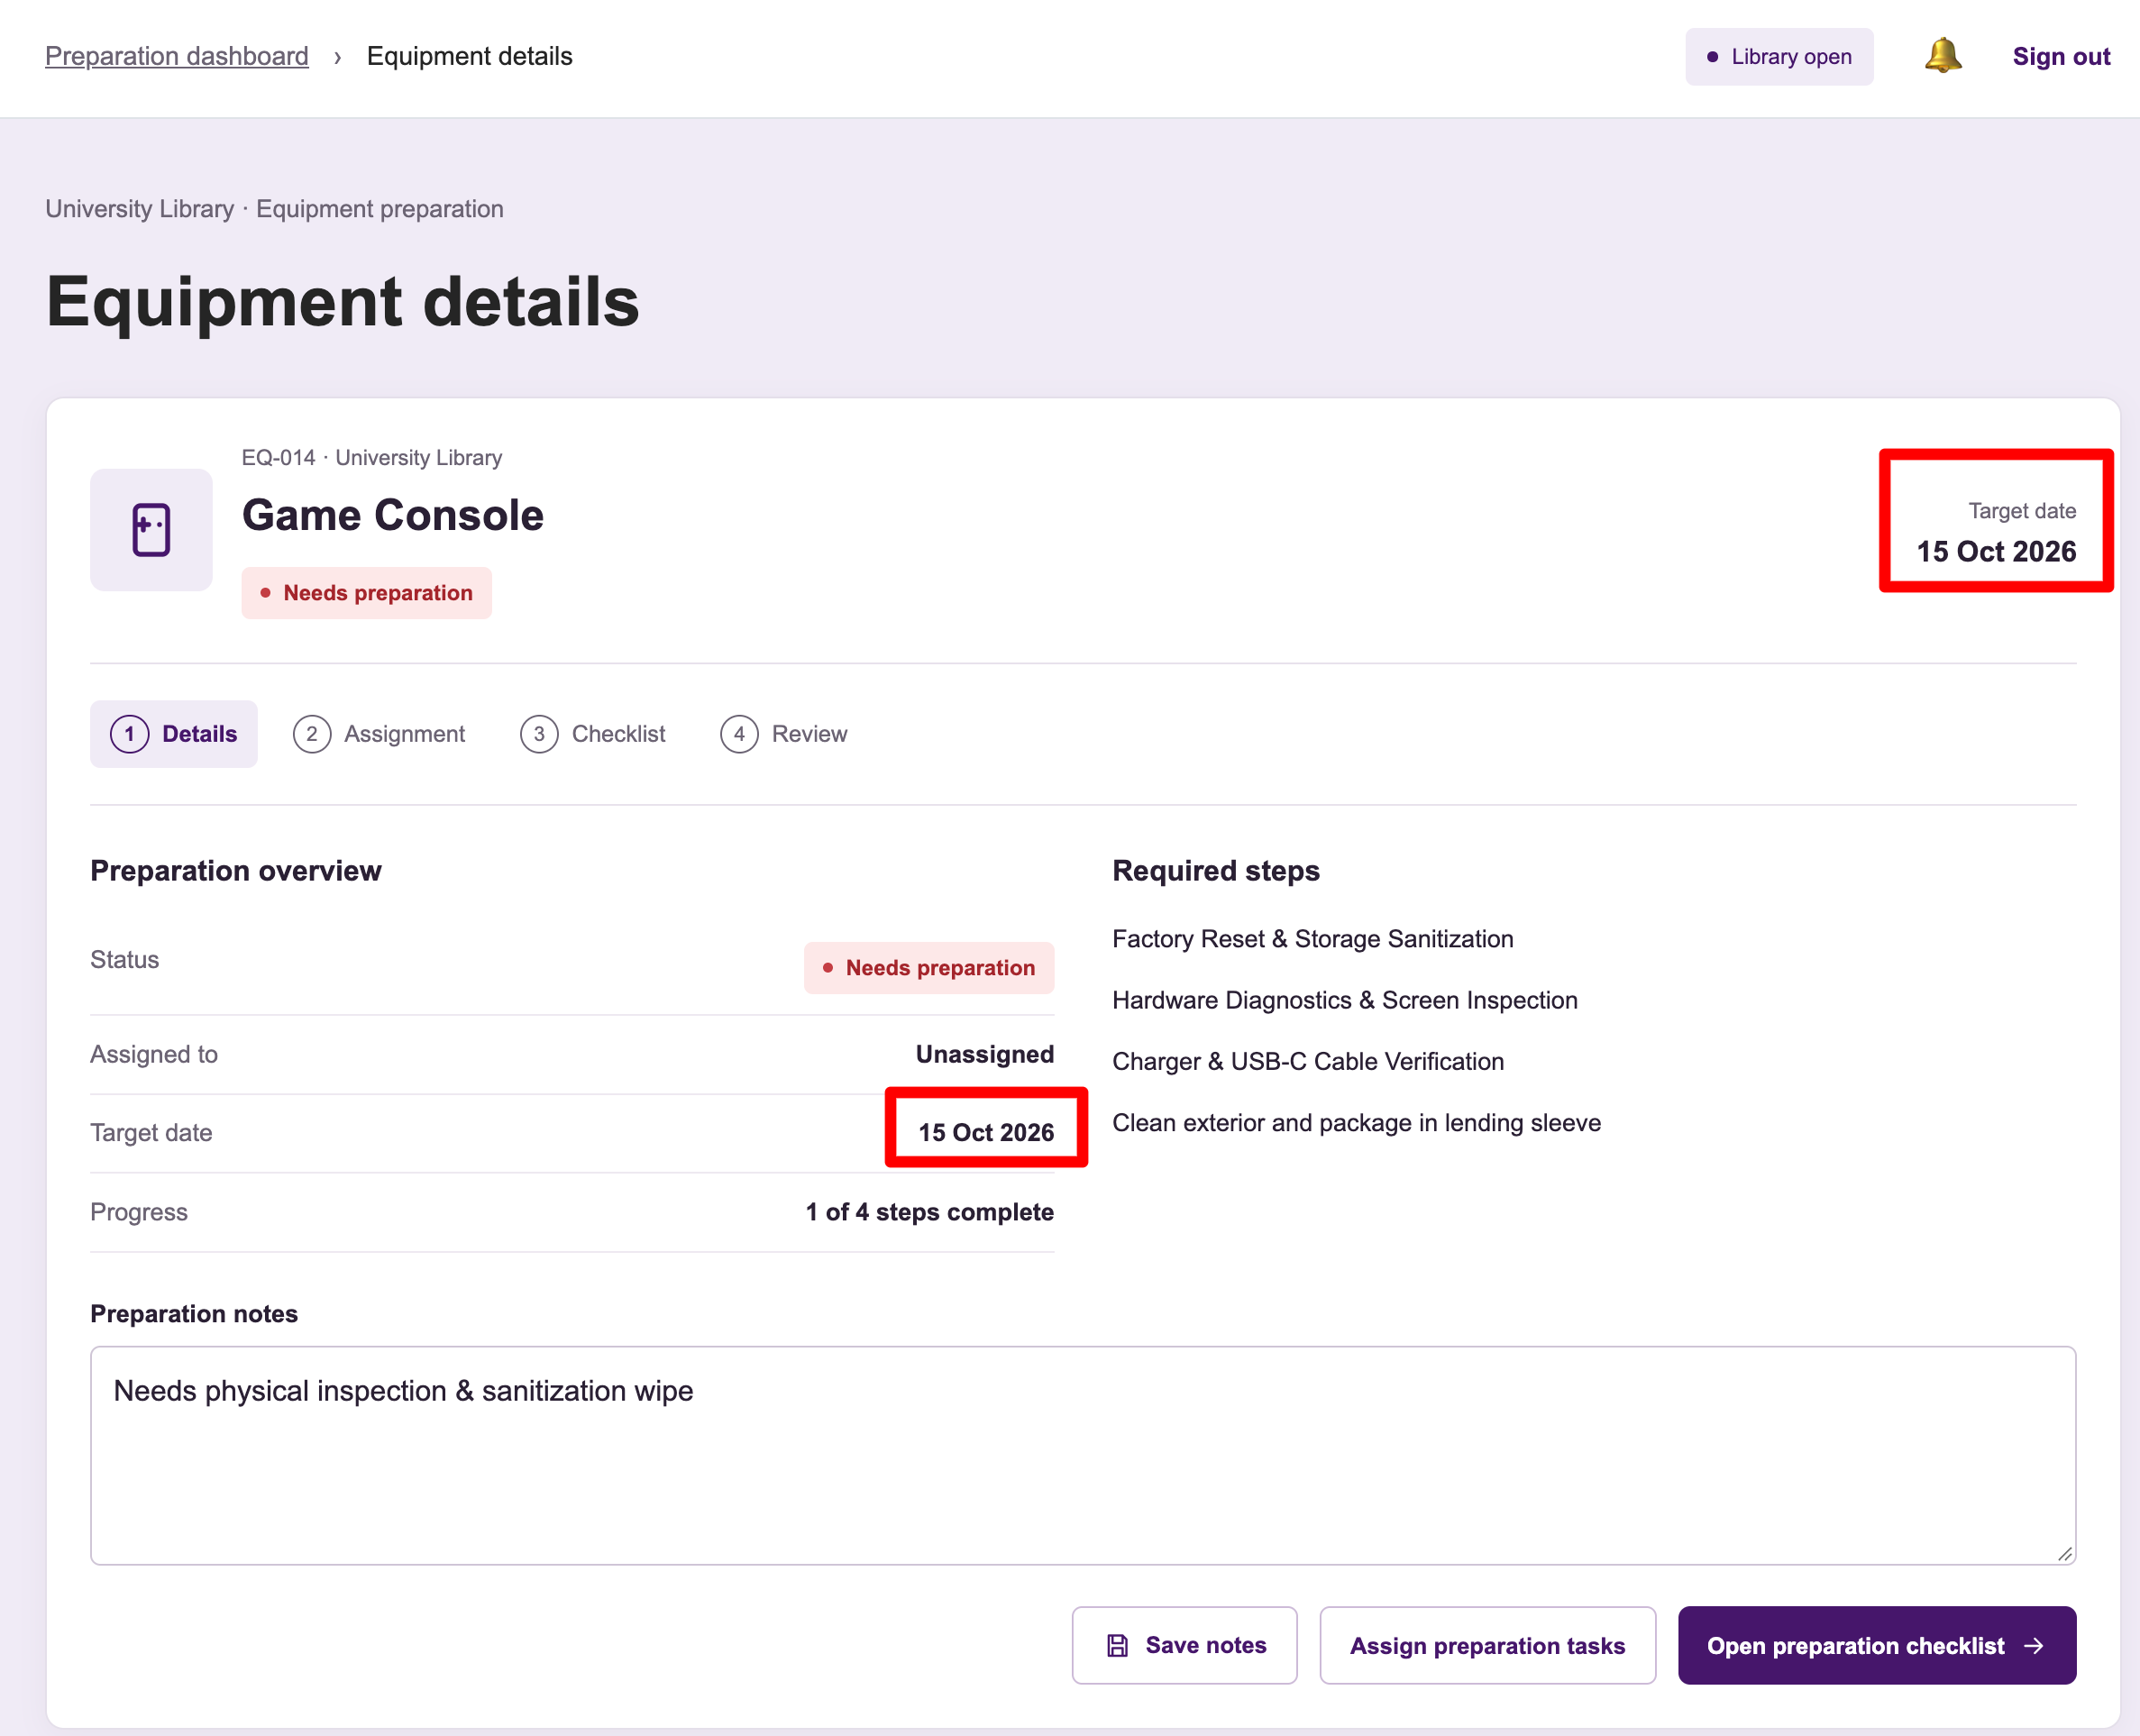 Preparation dashboard › Equipment details
Library open
Sign out
University Library · Equipment preparation
Equipment details
EQ-014 · University Library
Game Console
Needs preparation
Target date
15 Oct 2026
1 Details
2 Assignment
3 Checklist
4 Review
Preparation overview
Status
Needs preparation
Assigned to
Unassigned
Target date
15 Oct 2026
Progress
1 of 4 steps complete
Required steps
Factory Reset & Storage Sanitization
Hardware Diagnostics & Screen Inspection
Charger & USB-C Cable Verification
Clean exterior and package in lending sleeve
Preparation notes
Needs physical inspection & sanitization wipe
Save notes
Assign preparation tasks
Open preparation checklist →